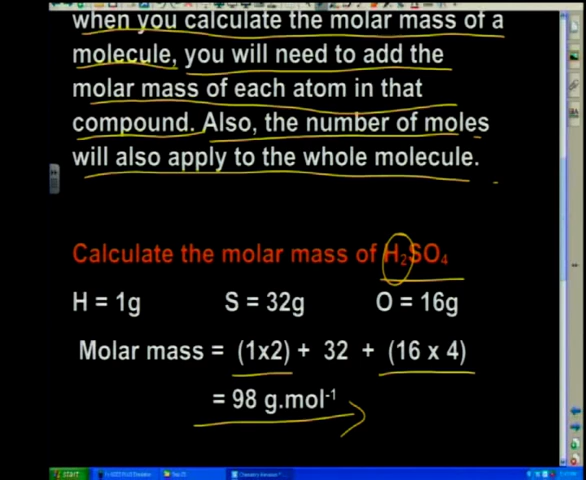 when you calculate the molar mass of a
molecule, you will need to add the
molar mass of each atom in that
compound. Also, the number of moles
will also apply to the whole molecule.
Calculate the molar mass of H₂SO₄
H = 1g S = 32g O = 16g
Molar mass = (1x2) + 32 + (16 x 4)
= 98 g.mol⁻¹
START